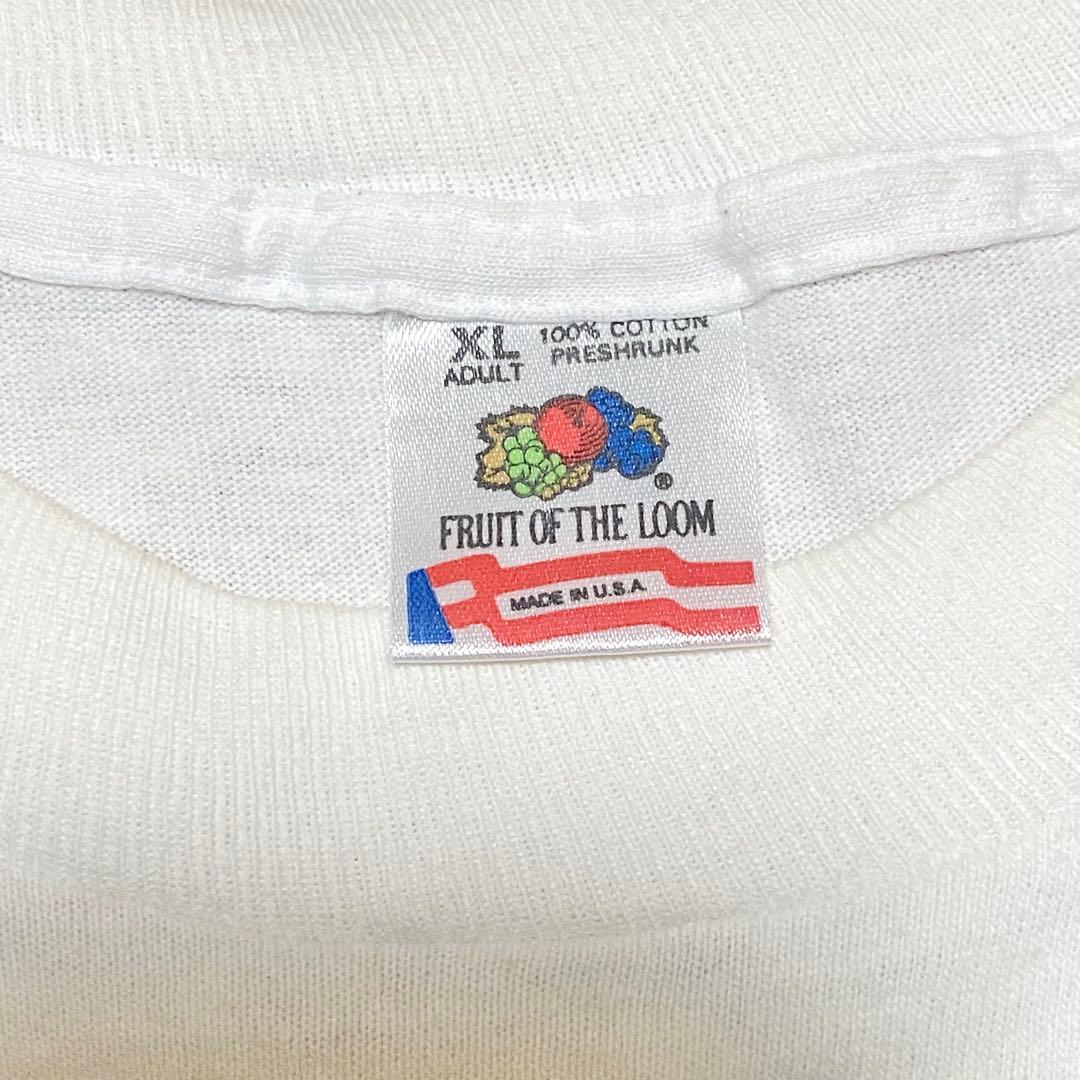 XL 100% COTTON
ADULT PRESHRUNK
®
FRUIT OF THE LOOM
MADE IN U.S.A.